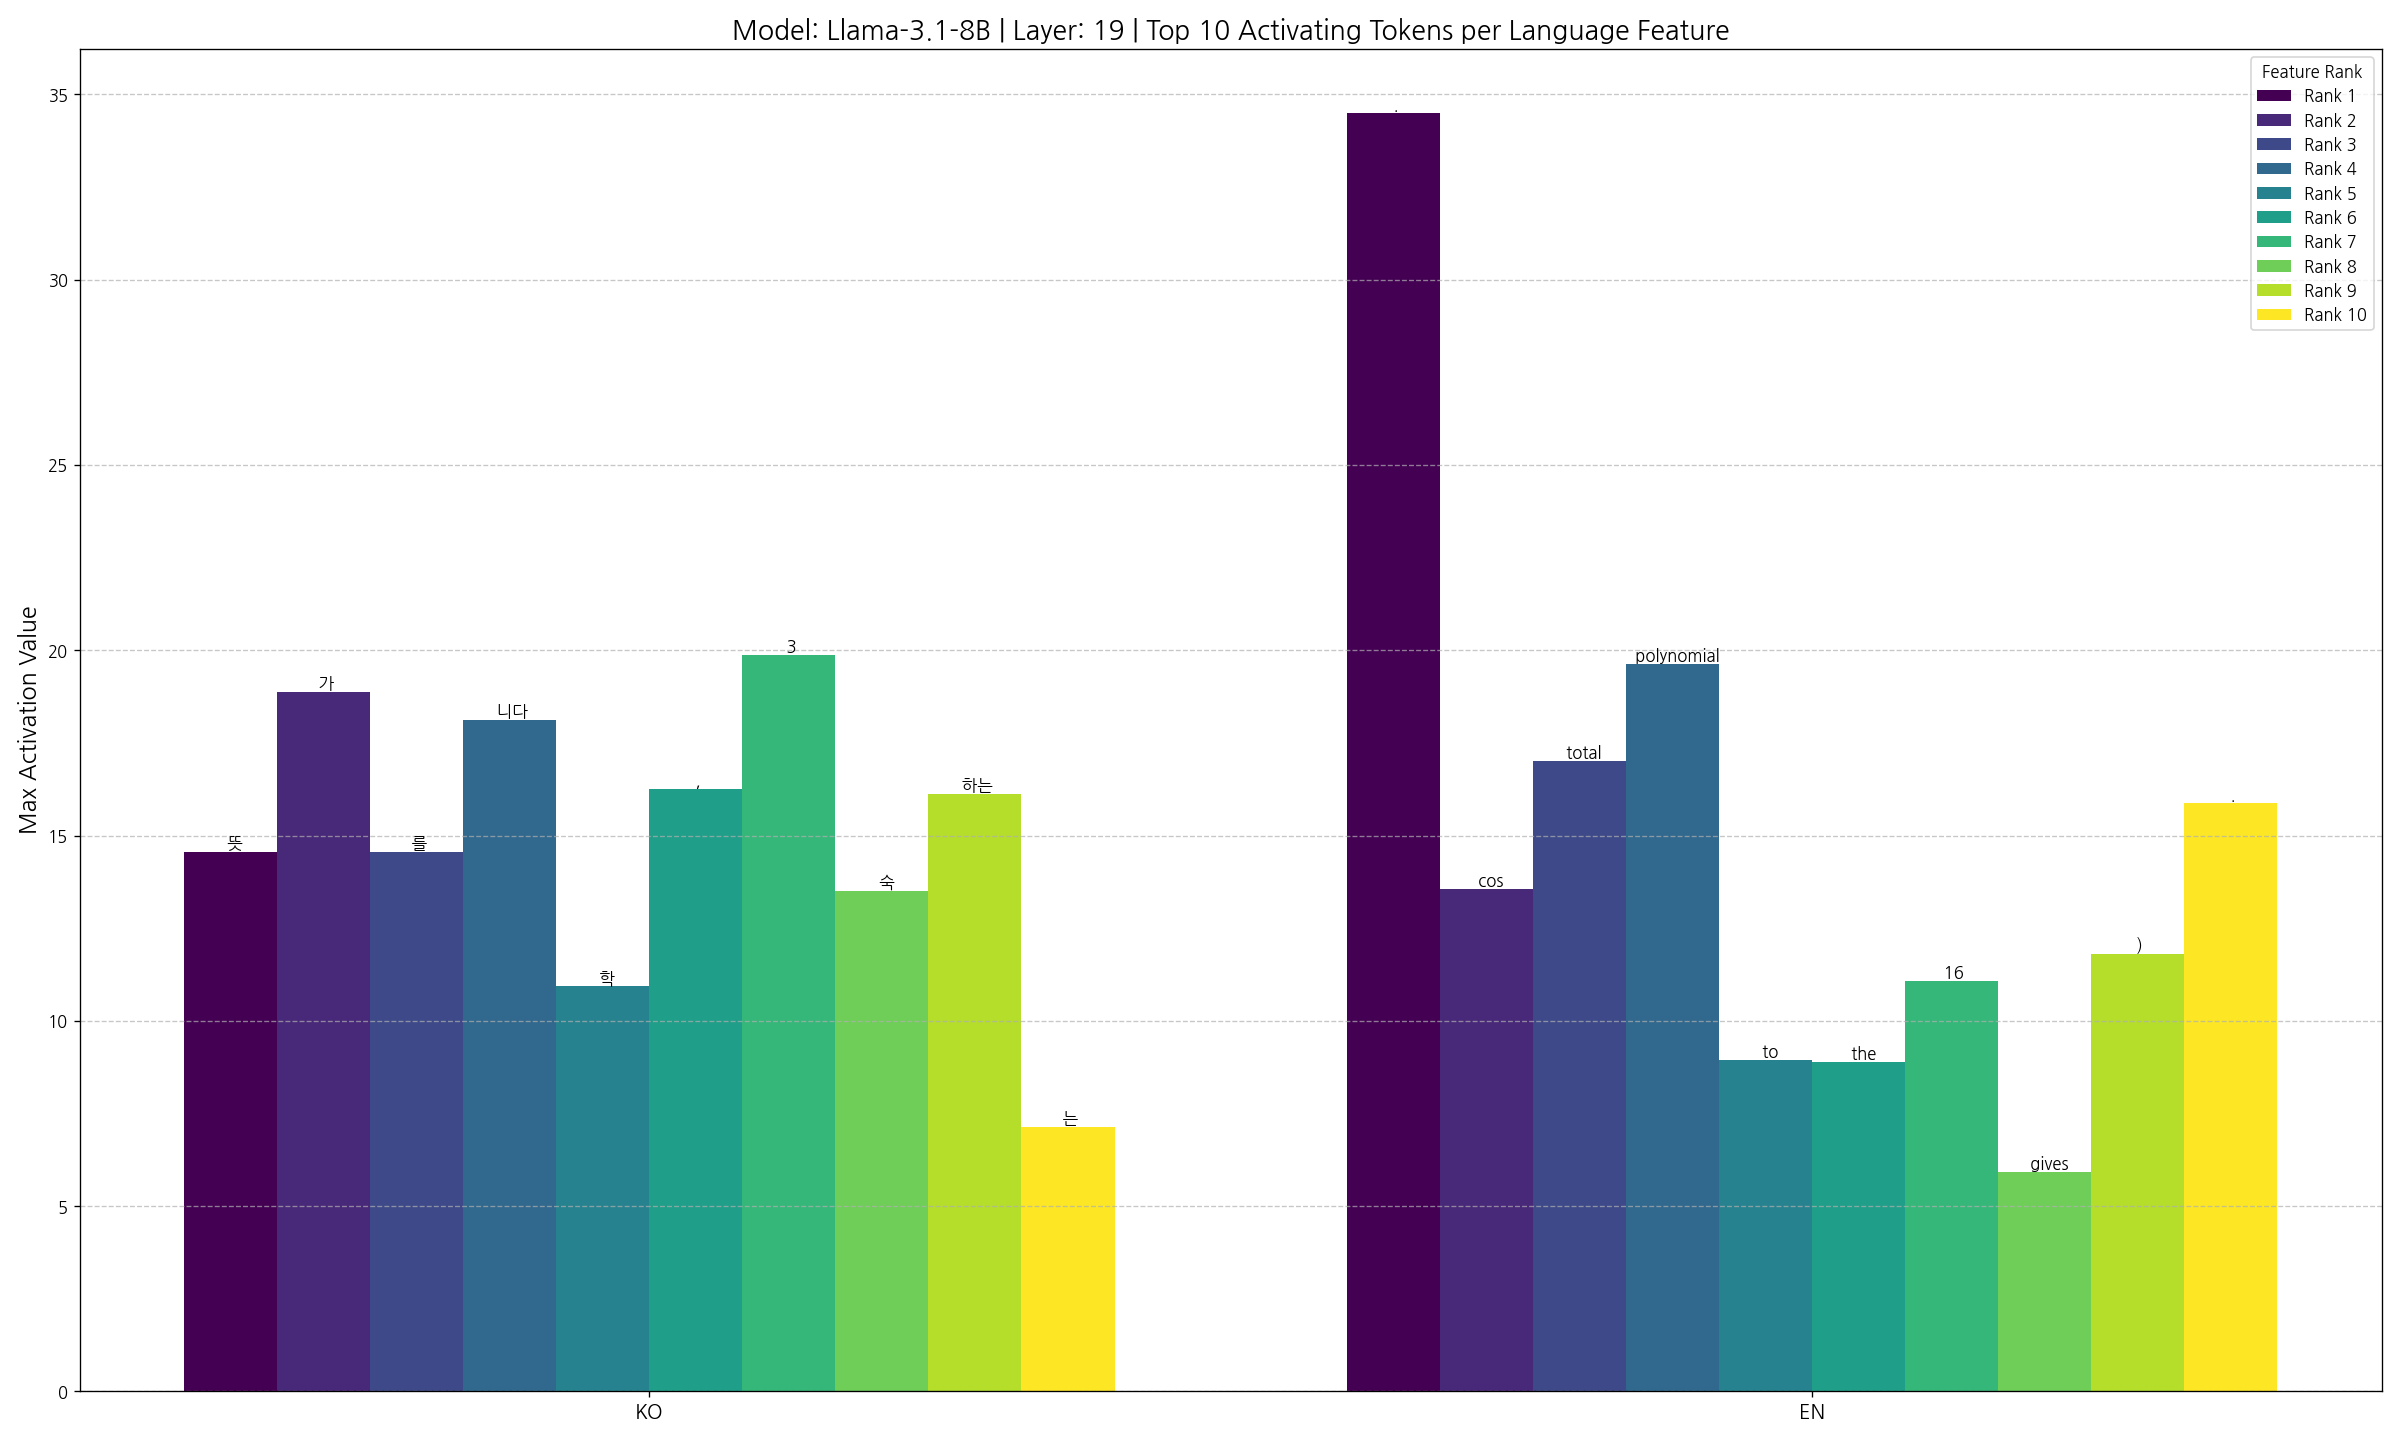 Model: Llama-3.1-8B | Layer: 19 | Top 10 Activating Tokens per Language Feature
Feature Rank
Rank 1
Rank 2
Rank 3
Rank 4
Rank 5
Rank 6
Rank 7
Rank 8
Rank 9
Rank 10
Max Activation Value
35
30
25
20
15
10
5
0
뜻
가
를
니다
학
,
3
숙
하는
는
.
cos
total
polynomial
to
the
16
gives
)
.
KO
EN